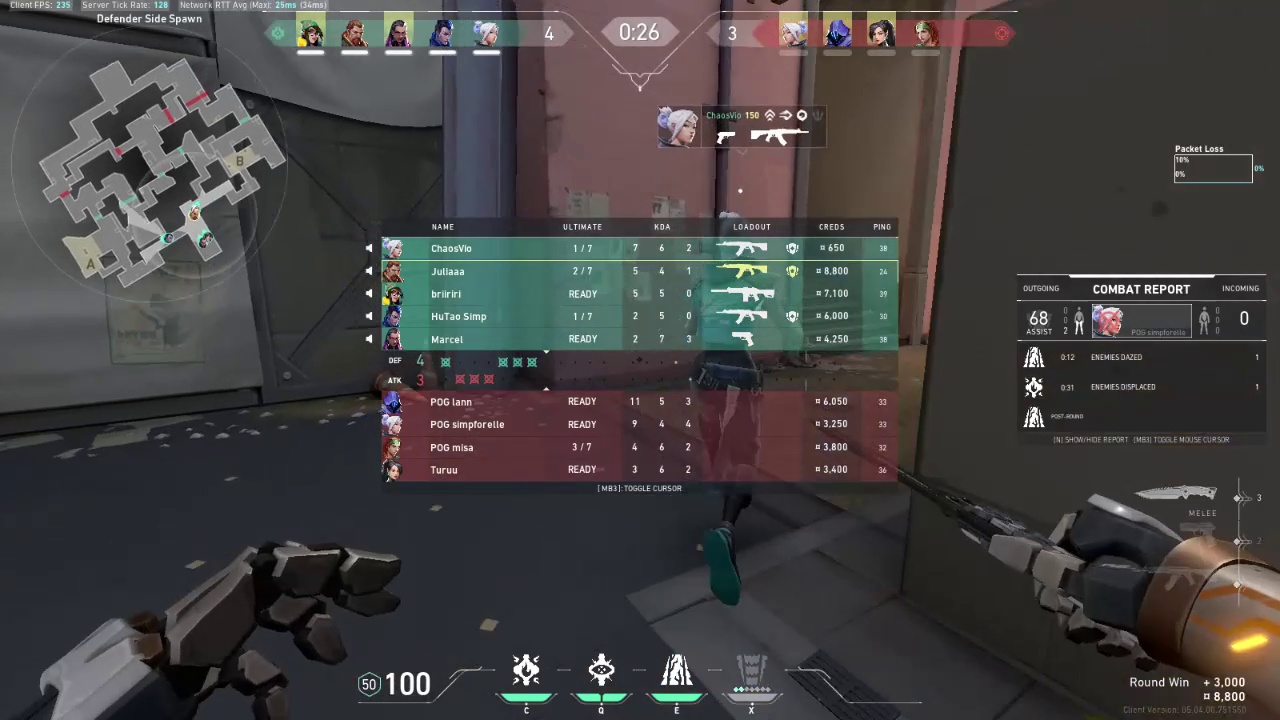 Client FPS: 235 Server Tick Rate: 128 Network RTT Avg (Max): 25ms (34ms)
Defender Side Spawn
4 0:26 3
ChaosVio 150
Packet Loss
10%
0% 0%
B
A
NAME ULTIMATE KDA LOADOUT CREDS PING
ChaosVio 1 / 7 7 6 2 650 38
Juliaaa 2 / 7 5 4 1 8,800 24
briiriri READY 5 5 0 7,100 39
HuTao Simp 1 / 7 2 5 0 6,000 30
Marcel READY 2 7 3 4,250 38
DEF 4
ATK 3
POG lann READY 11 5 3 6,050 33
POG simpforelle READY 9 4 4 3,250 33
POG misa 3 / 7 4 6 2 3,800 32
Turuu READY 3 6 2 3,400 36
[MB3]: TOGGLE CURSOR
OUTGOING COMBAT REPORT INCOMING
68 ASSIST 0 0 2 POG simpforelle 0 0 0 0
0:12 ENEMIES DAZED 1
0:31 ENEMIES DISPLACED 1
POST-ROUND
[N] SHOW/HIDE REPORT [MB3] TOGGLE MOUSE CURSOR
3
MELEE
2
50 100
C Q E X
Round Win + 3,000
8,800